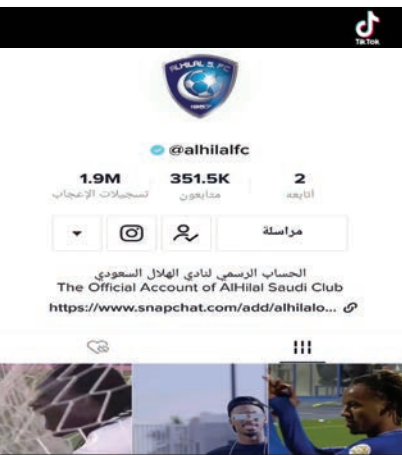 TikTok
ALHILAL S. FC
1957
@alhilalfc
1.9M 351.5K 2
تسجيلات الإعجاب متابعون أتابعه
مراسلة
الحساب الرسمي لنادي الهلال السعودي
The Official Account of AlHilal Saudi Club
https://www.snapchat.com/add/alhilalo...